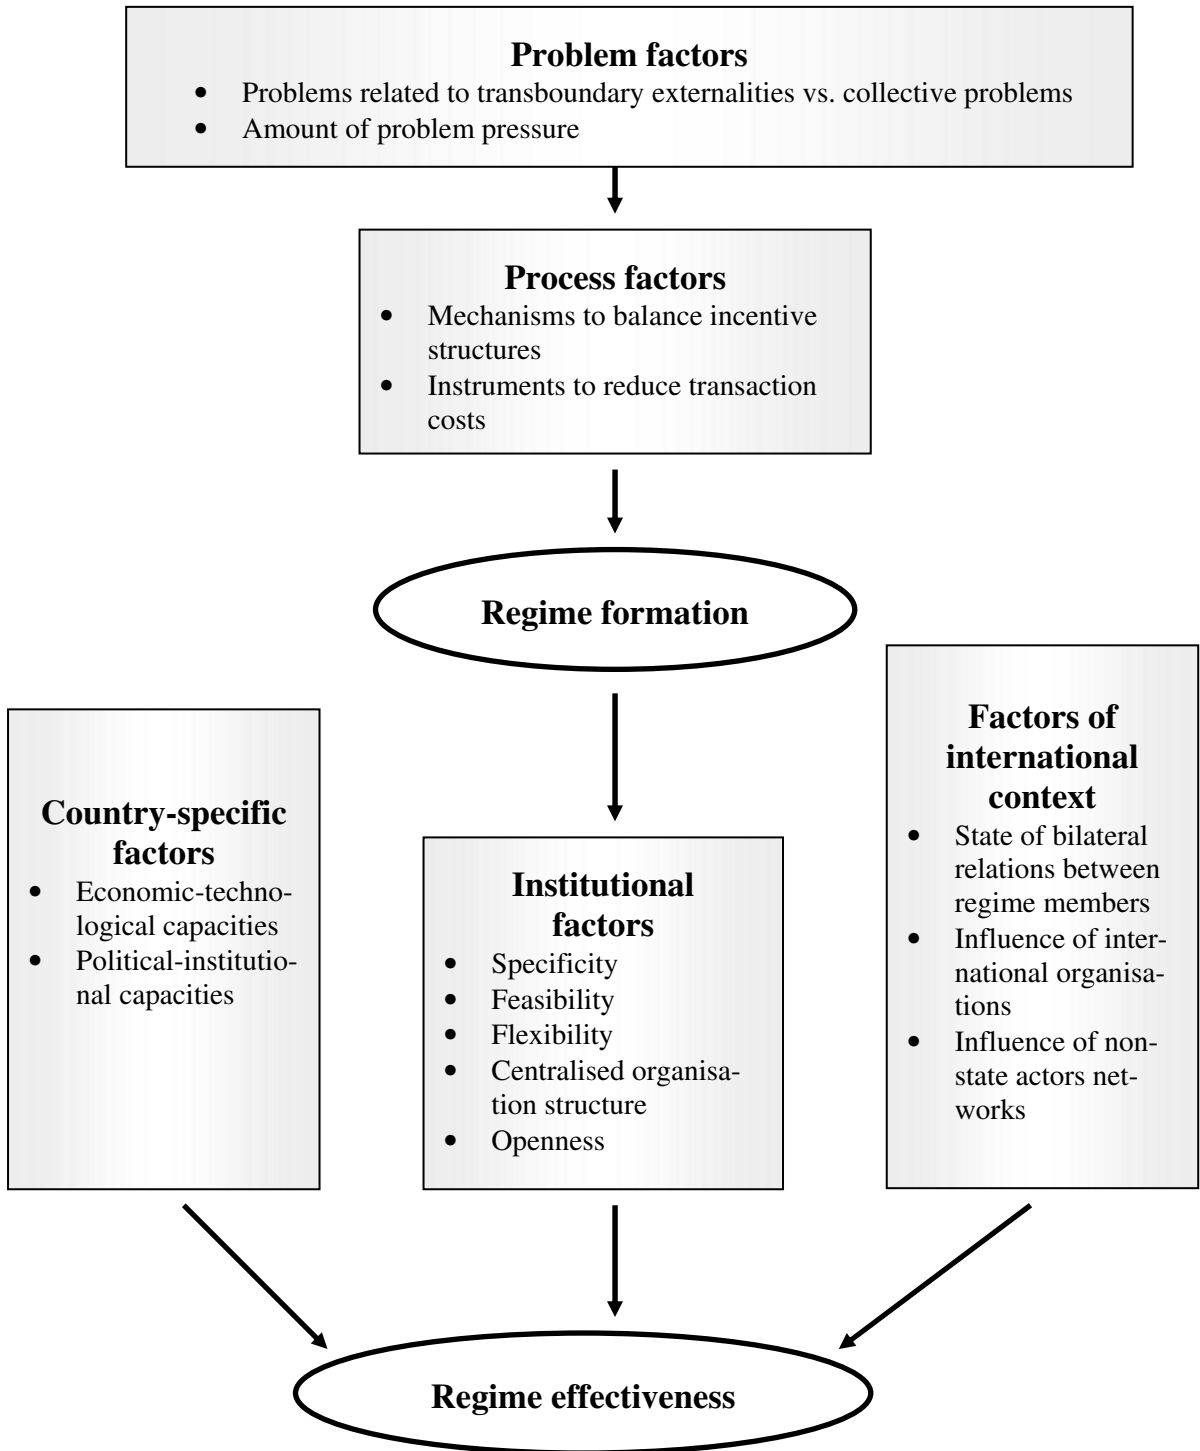 Problem factors
• Problems related to transboundary externalities vs. collective problems
• Amount of problem pressure
Process factors
• Mechanisms to balance incentive
structures
• Instruments to reduce transaction
costs
Regime formation
Country-specific
factors
• Economic-techno-
logical capacities
• Political-institutio-
nal capacities
Institutional
factors
• Specificity
• Feasibility
• Flexibility
• Centralised organisa-
tion structure
• Openness
Factors of
international
context
• State of bilateral
relations between
regime members
• Influence of inter-
national organisa-
tions
• Influence of non-
state actors net-
works
Regime effectiveness